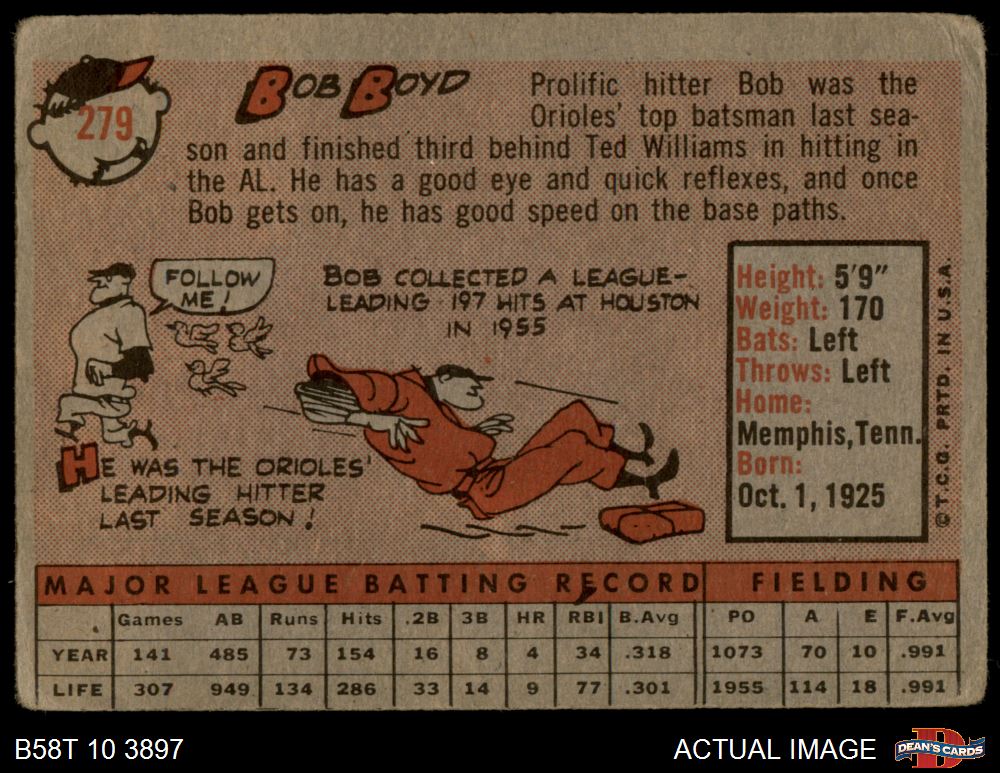 279
BOB BOYD
Prolific hitter Bob was the
Orioles' top batsman last sea-
son and finished third behind Ted Williams in hitting in
the AL. He has a good eye and quick reflexes, and once
Bob gets on, he has good speed on the base paths.
FOLLOW
ME!
BOB COLLECTED A LEAGUE-
LEADING 197 HITS AT HOUSTON
IN 1955
HE WAS THE ORIOLES'
LEADING HITTER
LAST SEASON!
Height: 5'9"
Weight: 170
Bats: Left
Throws: Left
Home:
Memphis, Tenn.
Born:
Oct. 1, 1925
©T.C.G. PRTD. IN U.S.A.
MAJOR LEAGUE BATTING RECORD FIELDING
Games AB Runs Hits .2B 3B HR RBI B.Avg PO A E F.Avg
YEAR 141 485 73 154 16 8 4 34 .318 1073 70 10 .991
LIFE 307 949 134 286 33 14 9 77 .301 1955 114 18 .991
B58T 10 3897 ACTUAL IMAGE
D
DEAN'S CARDS